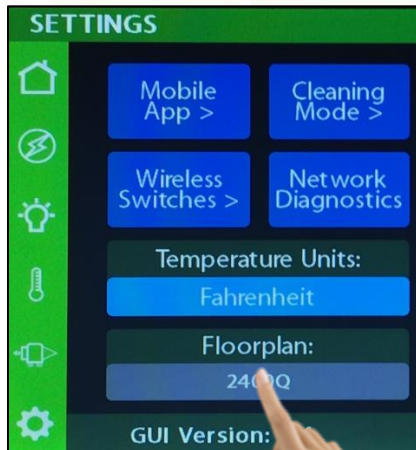 SETTINGS
Mobile
App >
Cleaning
Mode >
Wireless
Switches >
Network
Diagnostics
Temperature Units:
Fahrenheit
Floorplan:
GUI Version: